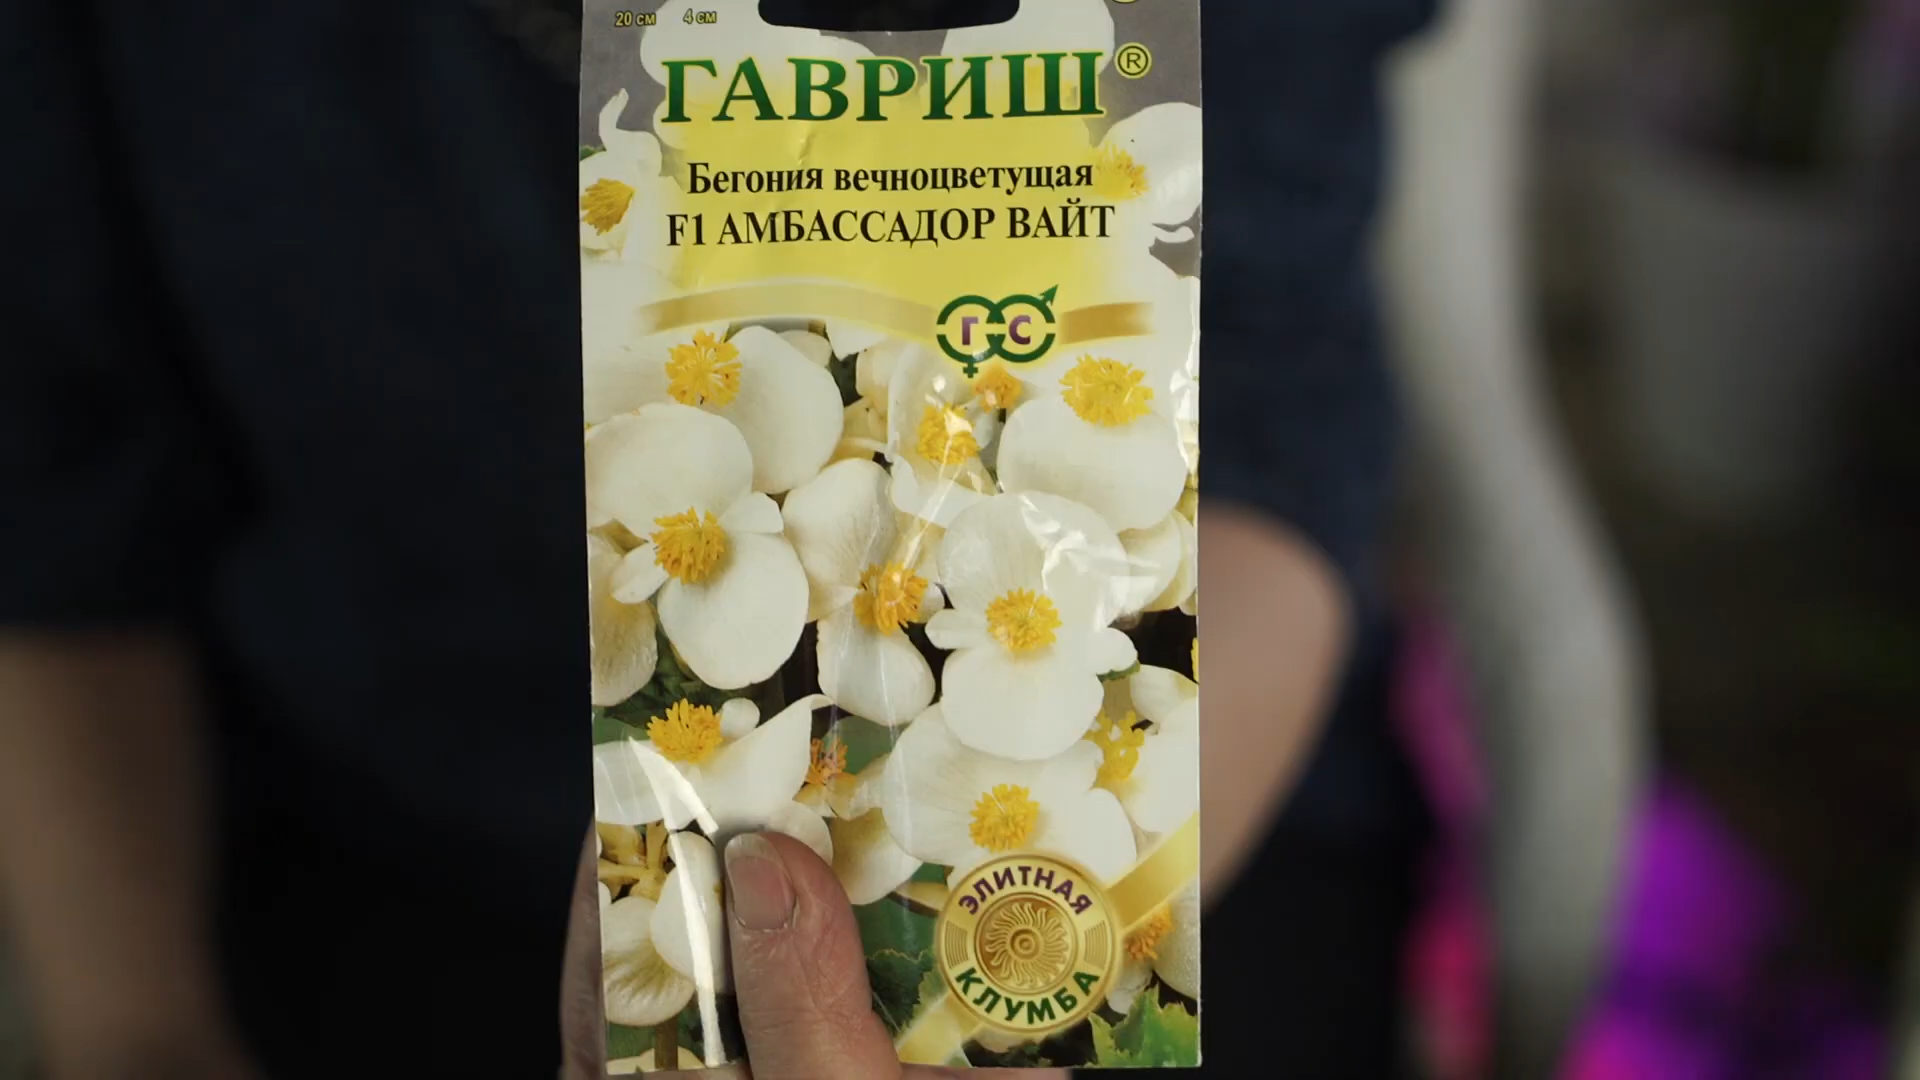 20 см 4 см
ГАВРИШ®
Бегония вечноцветущая
F1 АМБАССАДОР ВАЙТ
Г С
ЭЛИТНАЯ
КЛУМБА